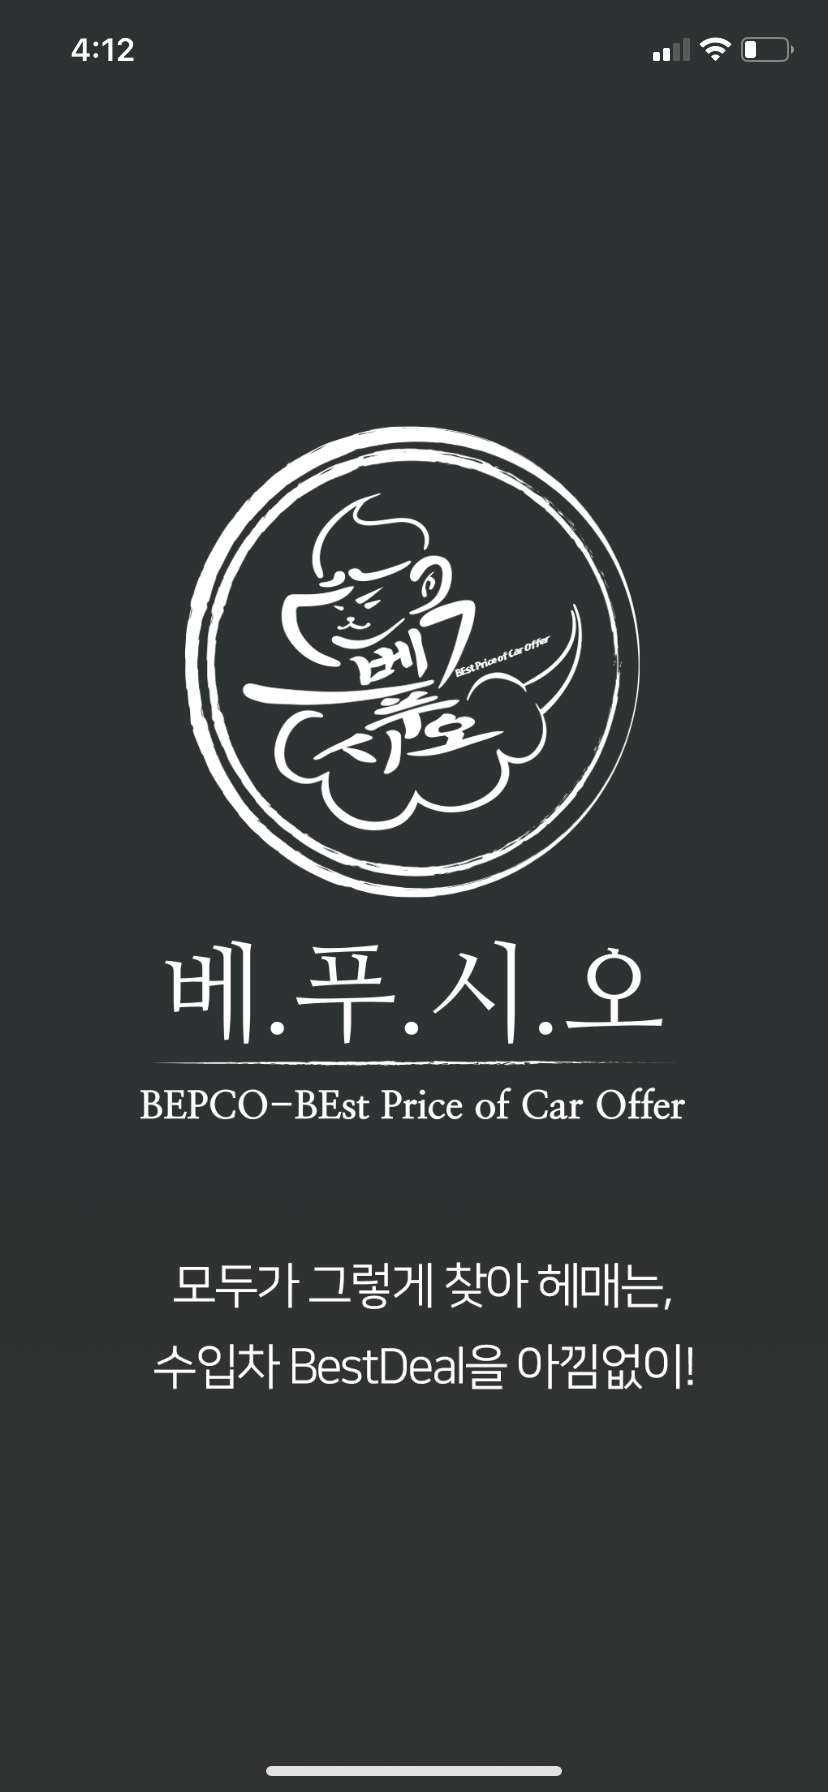 4:12
베
BEst Price of Car Offer
푸
시오
베.푸.시.오
BEPCO-BEst Price of Car Offer
모두가 그렇게 찾아 헤매는,
수입차 BestDeal을 아낌없이!